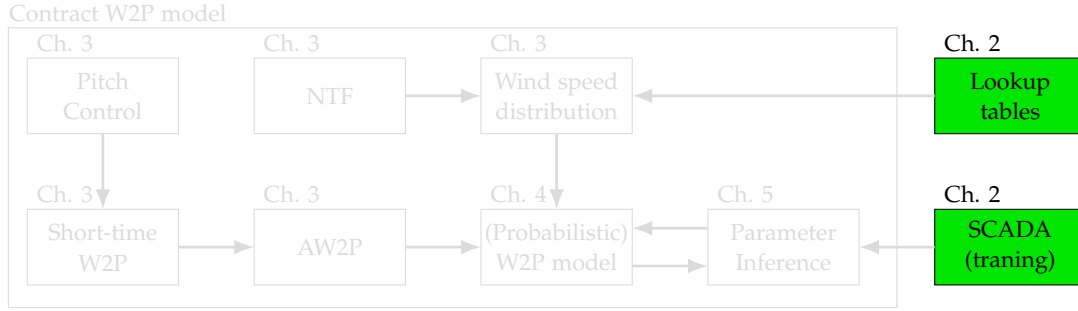 Contract W2P model
Ch. 3
Ch. 3
Ch. 3
Ch. 2
Pitch
Control
NTF
Wind speed
distribution
Lookup
tables
Ch. 3
Ch. 3
Ch. 4
Ch. 5
Ch. 2
Short-time
W2P
AW2P
(Probabilistic)
W2P model
Parameter
Inference
SCADA
(traning)